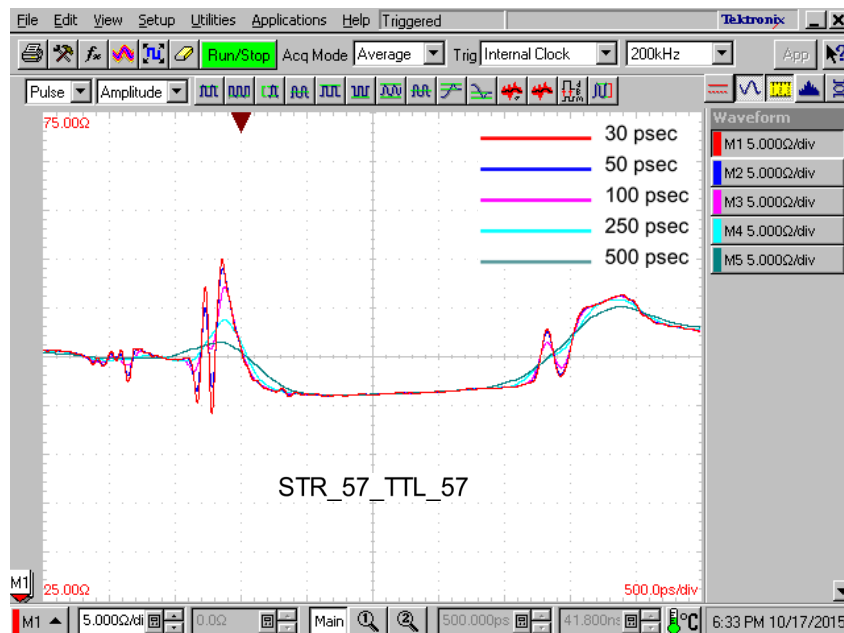 File Edit View Setup Utilities Applications Help Triggered Tektronix
Run/Stop Acq Mode Average Trig Internal Clock 200kHz App
Pulse Amplitude
75.00Ω
30 psec
50 psec
100 psec
250 psec
500 psec
Waveform
M1 5.000Ω/div
M2 5.000Ω/div
M3 5.000Ω/div
M4 5.000Ω/div
M5 5.000Ω/div
STR_57_TTL_57
M1
25.00Ω 500.0ps/div
M1 5.000Ω/di 0.0Ω Main 1 2 500.000ps 41.800ns °C 6:33 PM 10/17/2015